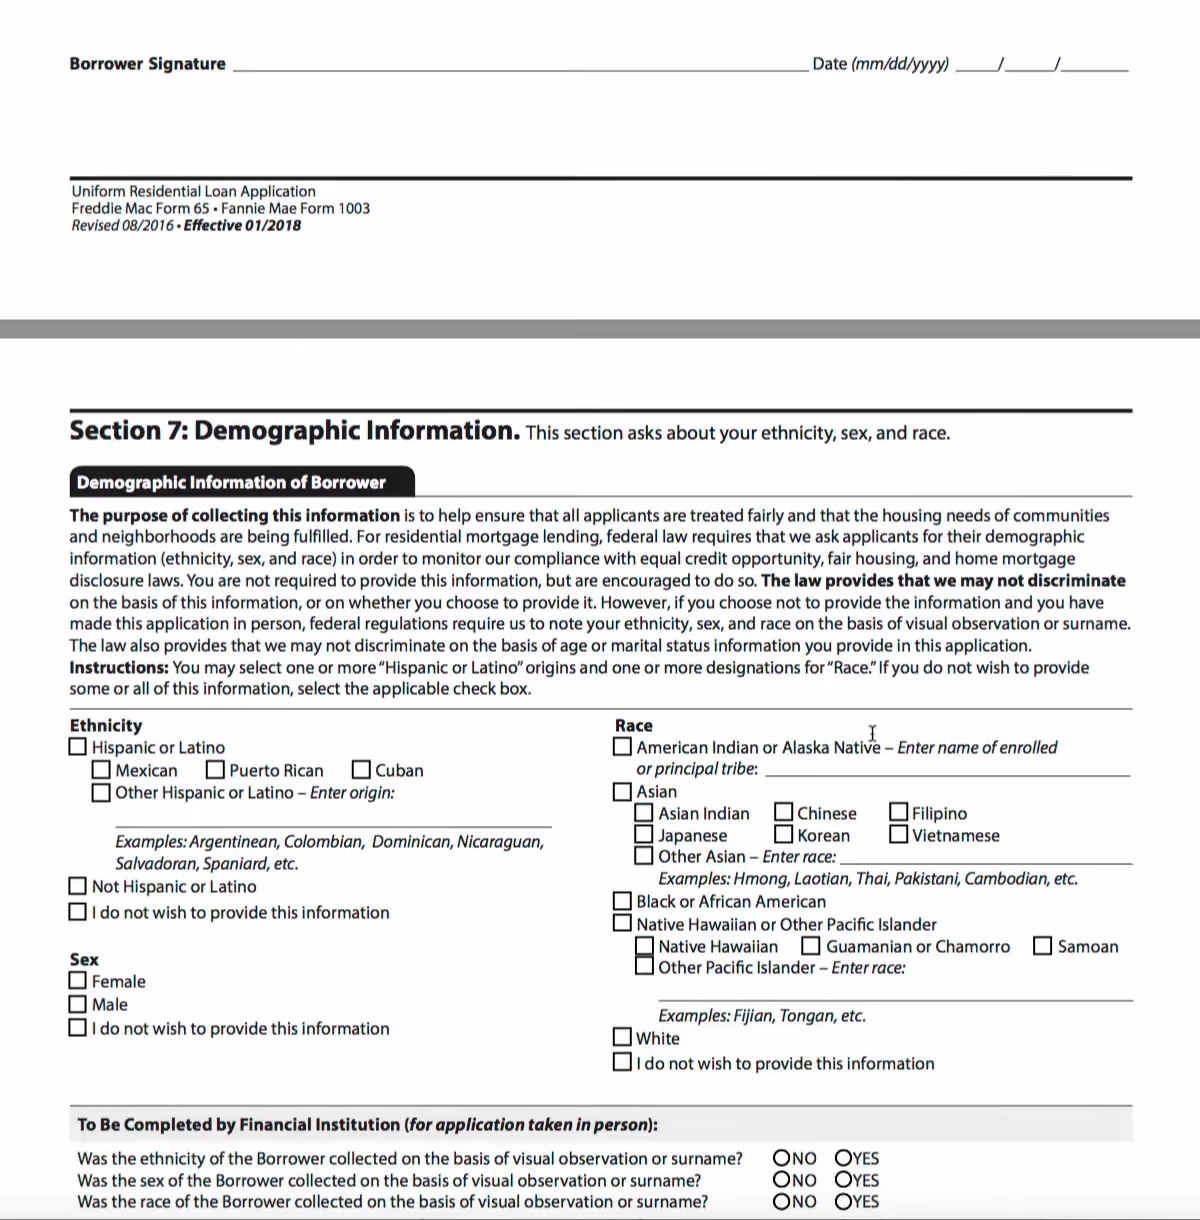 Borrower Signature Date (mm/dd/yyyy) / /
Uniform Residential Loan Application
Freddie Mac Form 65 • Fannie Mae Form 1003
Revised 08/2016 • Effective 01/2018
Section 7: Demographic Information. This section asks about your ethnicity, sex, and race.
Demographic Information of Borrower
The purpose of collecting this information is to help ensure that all applicants are treated fairly and that the housing needs of communities
and neighborhoods are being fulfilled. For residential mortgage lending, federal law requires that we ask applicants for their demographic
information (ethnicity, sex, and race) in order to monitor our compliance with equal credit opportunity, fair housing, and home mortgage
disclosure laws. You are not required to provide this information, but are encouraged to do so. The law provides that we may not discriminate
on the basis of this information, or on whether you choose to provide it. However, if you choose not to provide the information and you have
made this application in person, federal regulations require us to note your ethnicity, sex, and race on the basis of visual observation or surname.
The law also provides that we may not discriminate on the basis of age or marital status information you provide in this application.
Instructions: You may select one or more “Hispanic or Latino” origins and one or more designations for “Race.” If you do not wish to provide
some or all of this information, select the applicable check box.
Ethnicity
Hispanic or Latino
Mexican Puerto Rican Cuban
Other Hispanic or Latino – Enter origin:
Examples: Argentinean, Colombian, Dominican, Nicaraguan,
Salvadoran, Spaniard, etc.
Not Hispanic or Latino
I do not wish to provide this information
Sex
Female
Male
I do not wish to provide this information
Race
American Indian or Alaska Native – Enter name of enrolled
or principal tribe:
Asian
Asian Indian Chinese Filipino
Japanese Korean Vietnamese
Other Asian – Enter race:
Examples: Hmong, Laotian, Thai, Pakistani, Cambodian, etc.
Black or African American
Native Hawaiian or Other Pacific Islander
Native Hawaiian Guamanian or Chamorro Samoan
Other Pacific Islander – Enter race:
Examples: Fijian, Tongan, etc.
White
I do not wish to provide this information
To Be Completed by Financial Institution (for application taken in person):
Was the ethnicity of the Borrower collected on the basis of visual observation or surname? NO YES
Was the sex of the Borrower collected on the basis of visual observation or surname? NO YES
Was the race of the Borrower collected on the basis of visual observation or surname? NO YES